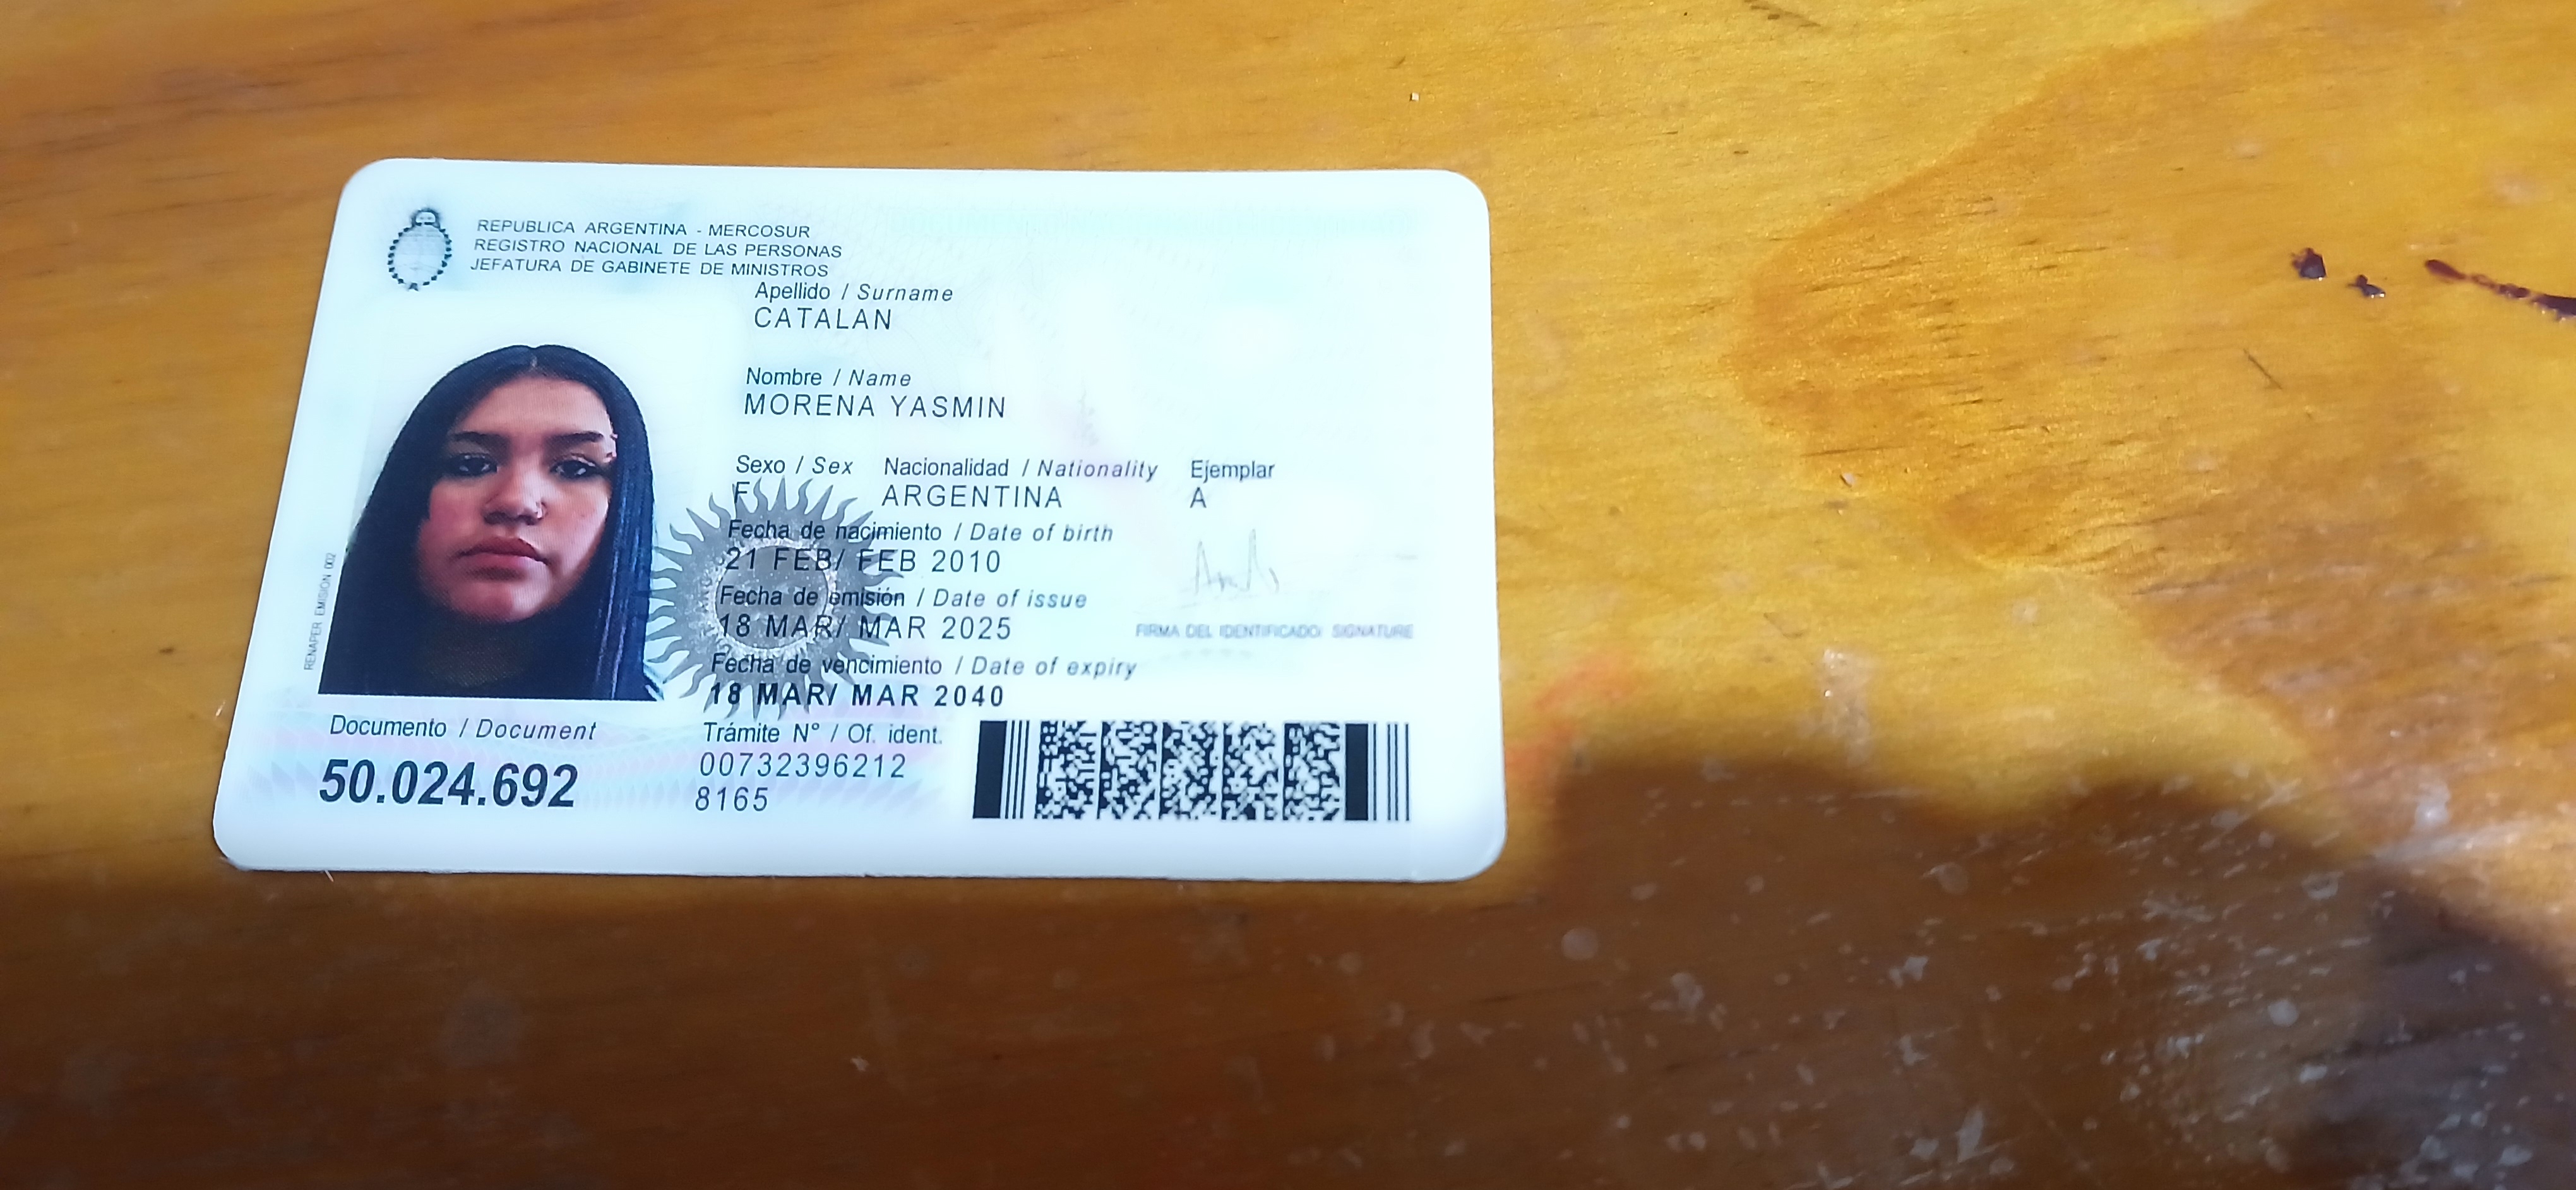 REPUBLICA ARGENTINA - MERCOSUR
REGISTRO NACIONAL DE LAS PERSONAS
JEFATURA DE GABINETE DE MINISTROS
Apellido / Surname
CATALAN
Nombre / Name
MORENA YASMIN
Sexo / Sex Nacionalidad / Nationality Ejemplar
F ARGENTINA A
Fecha de nacimiento / Date of birth
21 FEB/ FEB 2010
Fecha de emisión / Date of issue
18 MAR/ MAR 2025
Fecha de vencimiento / Date of expiry
18 MAR/ MAR 2040
FIRMA DEL IDENTIFICADO/ SIGNATURE
RENAPER EMISION 002
Documento / Document
50.024.692
Trámite N° / Of. ident.
00732396212
8165